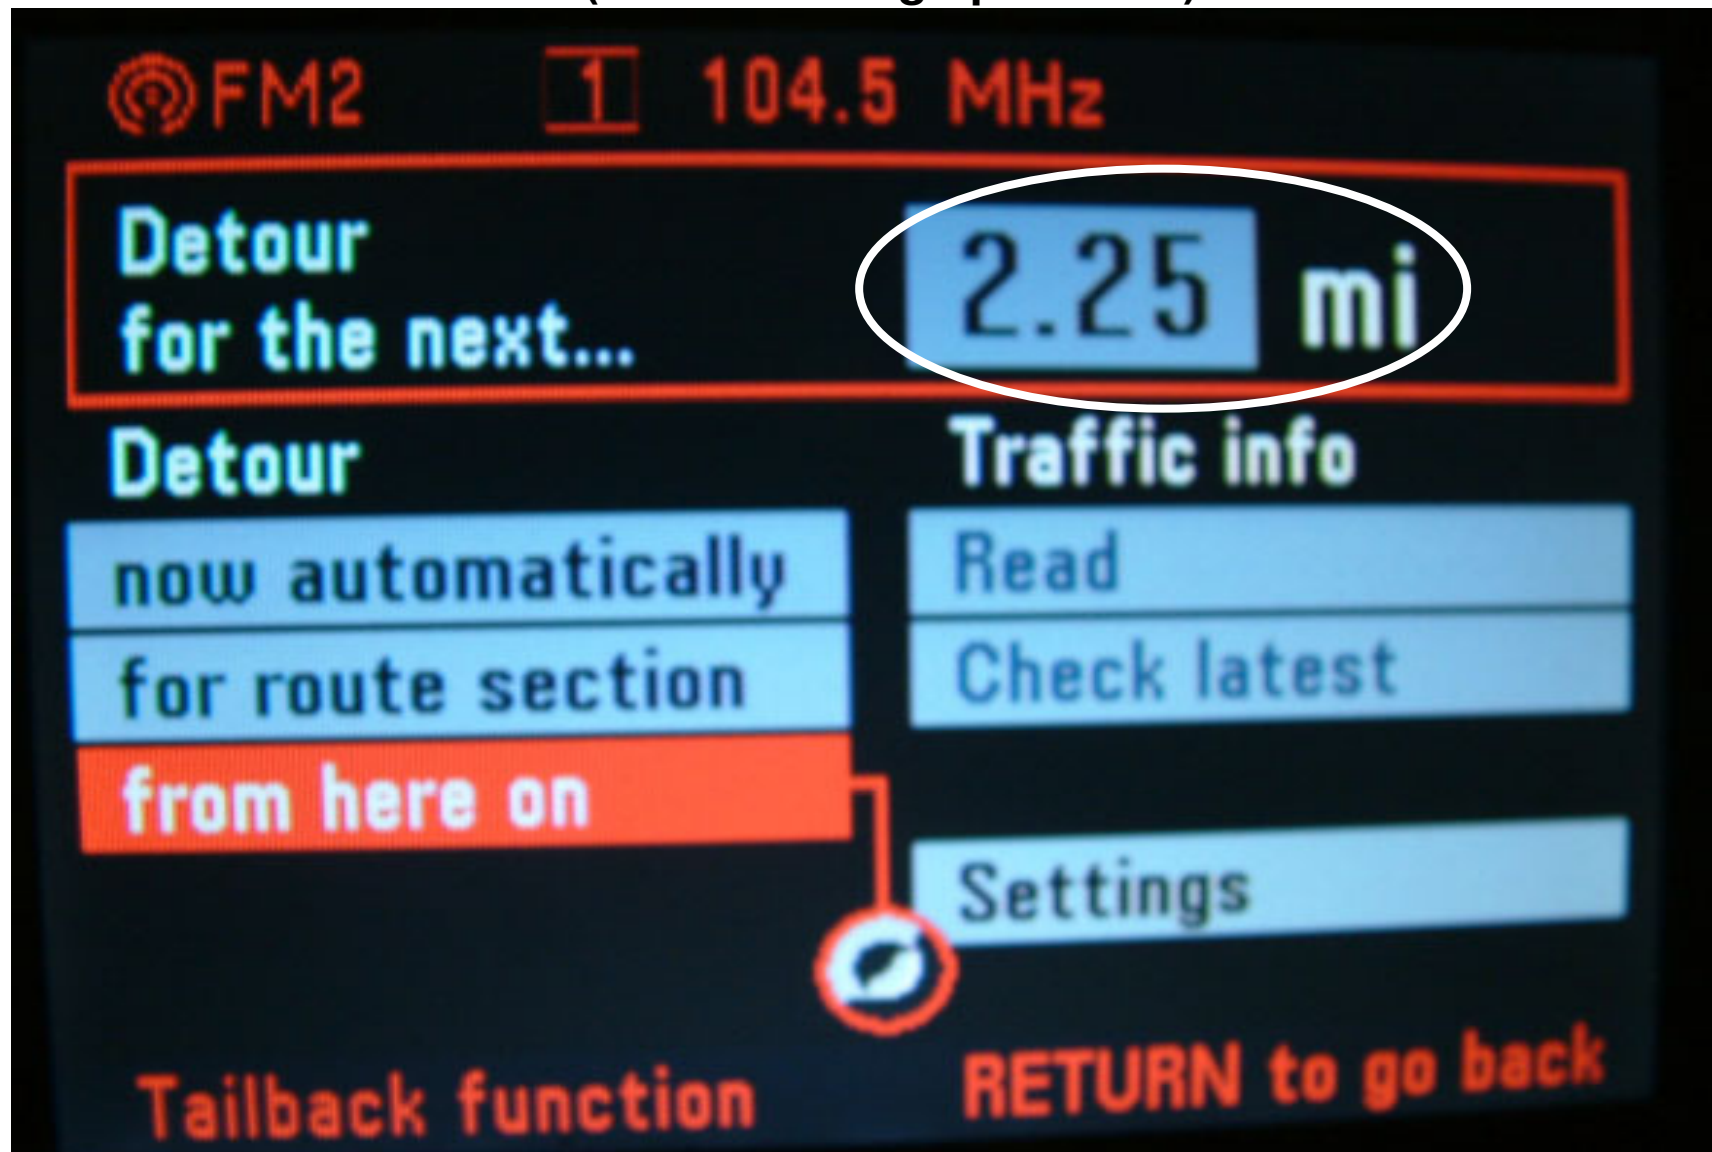 FM2 1 104.5 MHz
Detour
for the next...
2.25 mi
Detour
now automatically
for route section
from here on
Traffic info
Read
Check latest
Settings
Tailback function
RETURN to go back